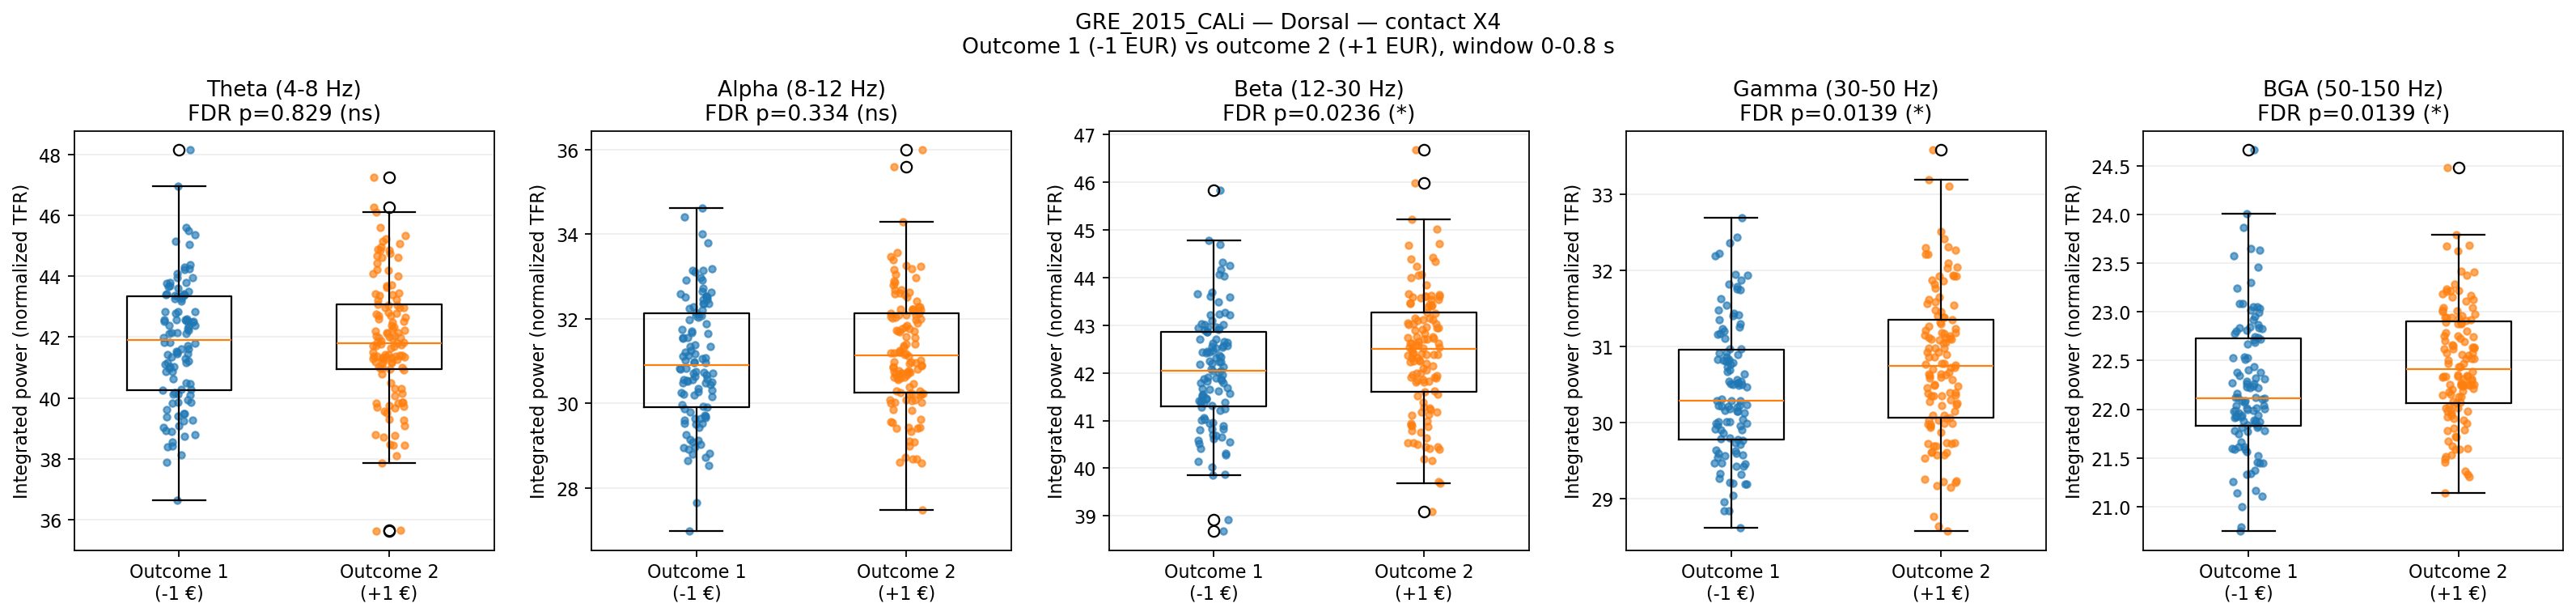 GRE_2015_CALi — Dorsal — contact X4
Outcome 1 (-1 EUR) vs outcome 2 (+1 EUR), window 0-0.8 s
Theta (4-8 Hz)
FDR p=0.829 (ns)
Integrated power (normalized TFR)
48
46
44
42
40
38
36
Outcome 1
(-1 €)
Outcome 2
(+1 €)
Alpha (8-12 Hz)
FDR p=0.334 (ns)
Integrated power (normalized TFR)
36
34
32
30
28
Outcome 1
(-1 €)
Outcome 2
(+1 €)
Beta (12-30 Hz)
FDR p=0.0236 (*)
Integrated power (normalized TFR)
47
46
45
44
43
42
41
40
39
Outcome 1
(-1 €)
Outcome 2
(+1 €)
Gamma (30-50 Hz)
FDR p=0.0139 (*)
Integrated power (normalized TFR)
33
32
31
30
29
Outcome 1
(-1 €)
Outcome 2
(+1 €)
BGA (50-150 Hz)
FDR p=0.0139 (*)
Integrated power (normalized TFR)
24.5
24.0
23.5
23.0
22.5
22.0
21.5
21.0
Outcome 1
(-1 €)
Outcome 2
(+1 €)